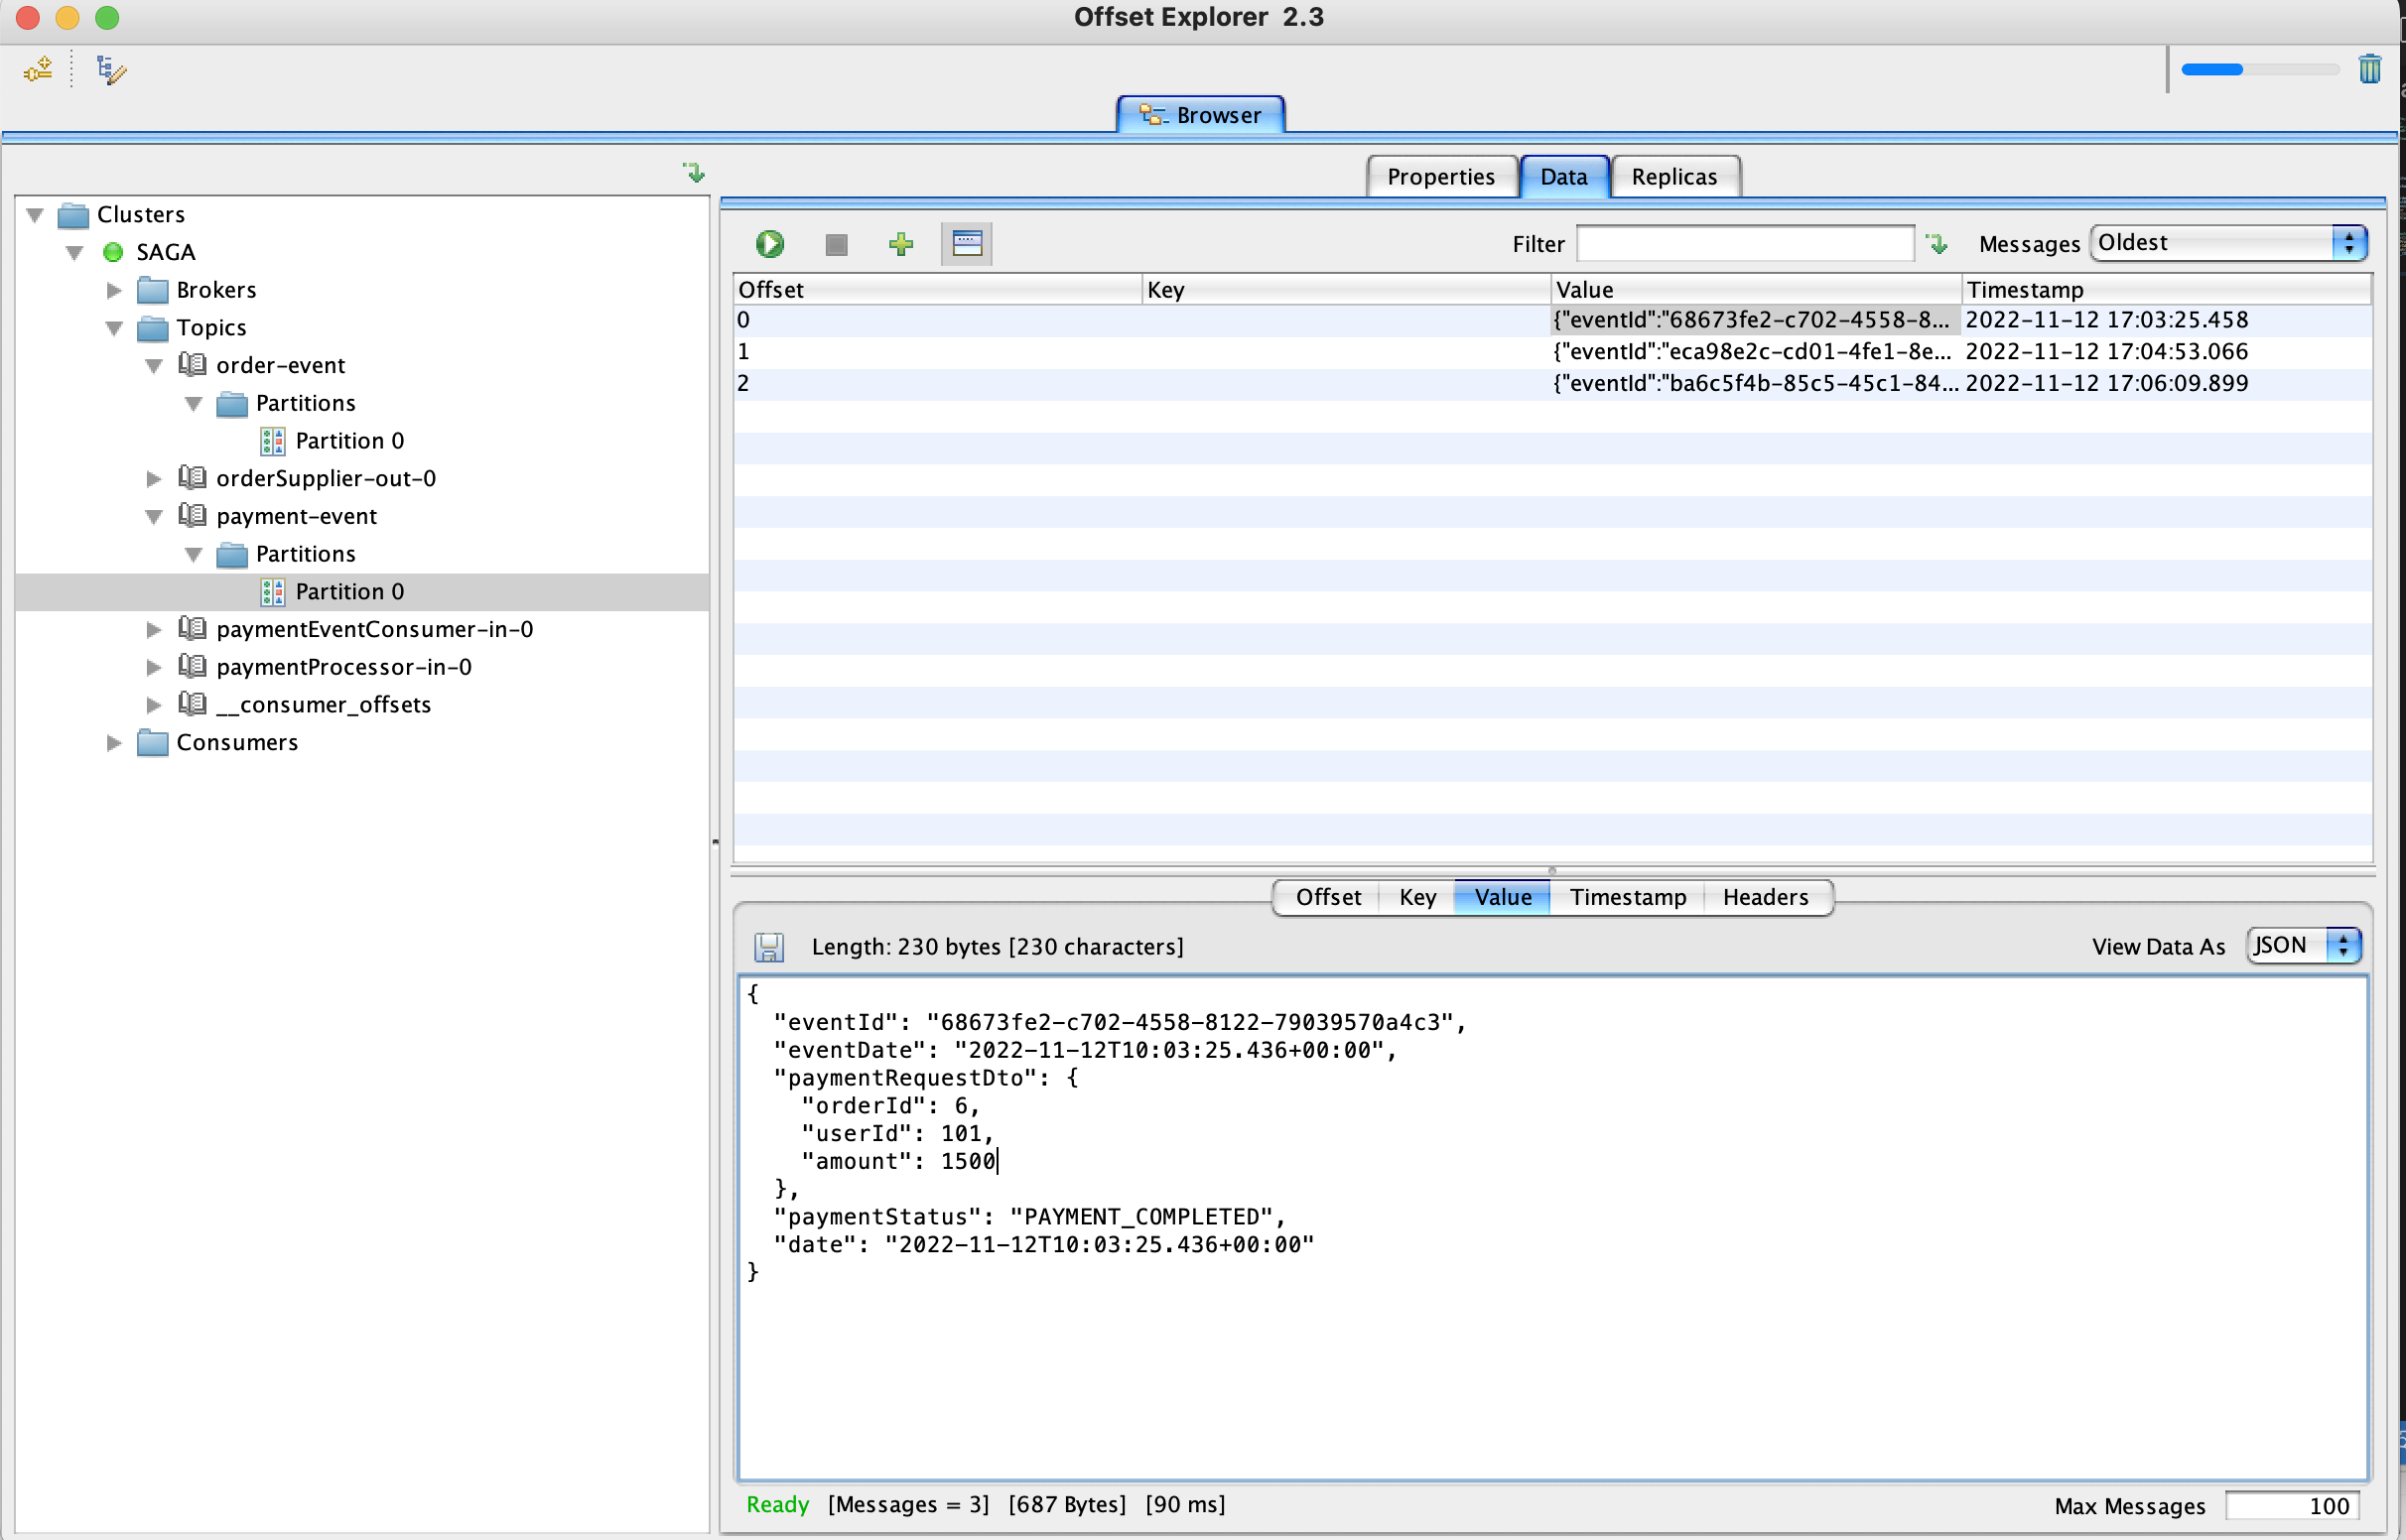 Offset Explorer 2.3
Browser
Clusters
SAGA
Brokers
Topics
order-event
Partitions
Partition 0
orderSupplier-out-0
payment-event
Partitions
Partition 0
paymentEventConsumer-in-0
paymentProcessor-in-0
__consumer_offsets
Consumers
Properties Data Replicas
Filter Messages Oldest
Offset Key Value Timestamp
0 {"eventId":"68673fe2-c702-4558-8... 2022-11-12 17:03:25.458
1 {"eventId":"eca98e2c-cd01-4fe1-8e... 2022-11-12 17:04:53.066
2 {"eventId":"ba6c5f4b-85c5-45c1-84... 2022-11-12 17:06:09.899
Offset Key Value Timestamp Headers
Length: 230 bytes [230 characters] View Data As JSON
{
"eventId": "68673fe2-c702-4558-8122-79039570a4c3",
"eventDate": "2022-11-12T10:03:25.436+00:00",
"paymentRequestDto": {
"orderId": 6,
"userId": 101,
"amount": 1500
},
"paymentStatus": "PAYMENT_COMPLETED",
"date": "2022-11-12T10:03:25.436+00:00"
}
Ready [Messages = 3] [687 Bytes] [90 ms] Max Messages 100